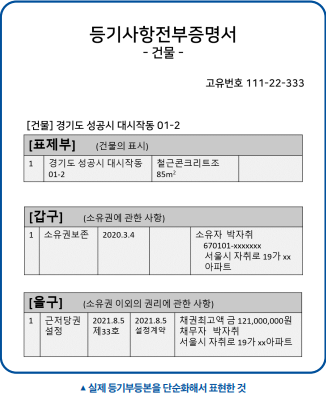 등기사항전부증명서
- 건물 -
고유번호 111-22-333
[건물] 경기도 성공시 대시작동 01-2
[표제부] (건물의 표시)
1 경기도 성공시 대시작동 철근콘크리트조
01-2 85m²
[갑구] (소유권에 관한 사항)
1 소유권보존 2020.3.4 소유자 박자취
670101-xxxxxxx
서울시 자취로 19가 xx
아파트
[을구] (소유권 이외의 권리에 관한 사항)
1 근저당권 2021.8.5 2021.8.5 채권최고액 금 121,000,000원
설정 제33호 설정계약 채무자 박자취
서울시 자취로 19가 xx아파트
▲ 실제 등기부등본을 단순화해서 표현한 것